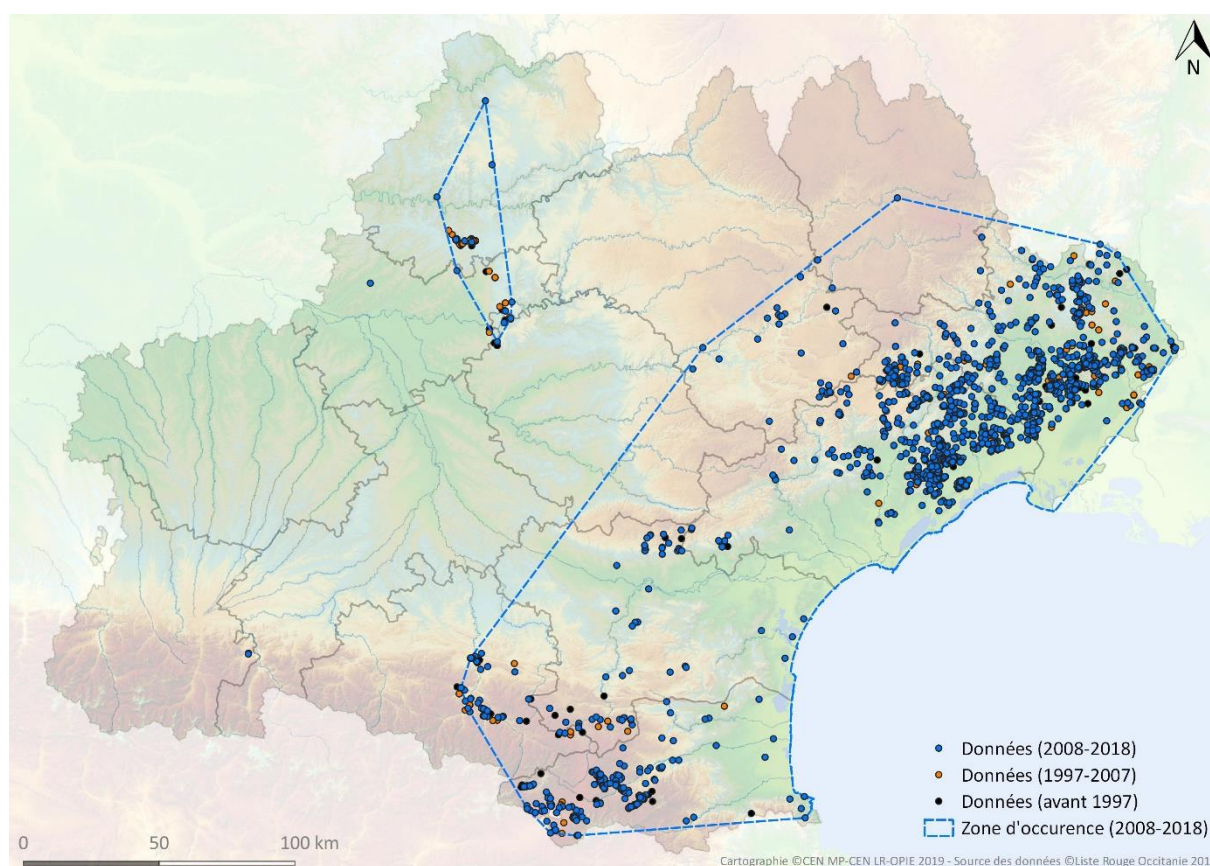 N
Données (2008-2018)
Données (1997-2007)
Données (avant 1997)
Zone d'occurence (2008-2018)
0 50 100 km
Cartographie ©CEN MP-CEN LR-OPIE 2019 - Source des données ©Liste Rouge Occitanie 201